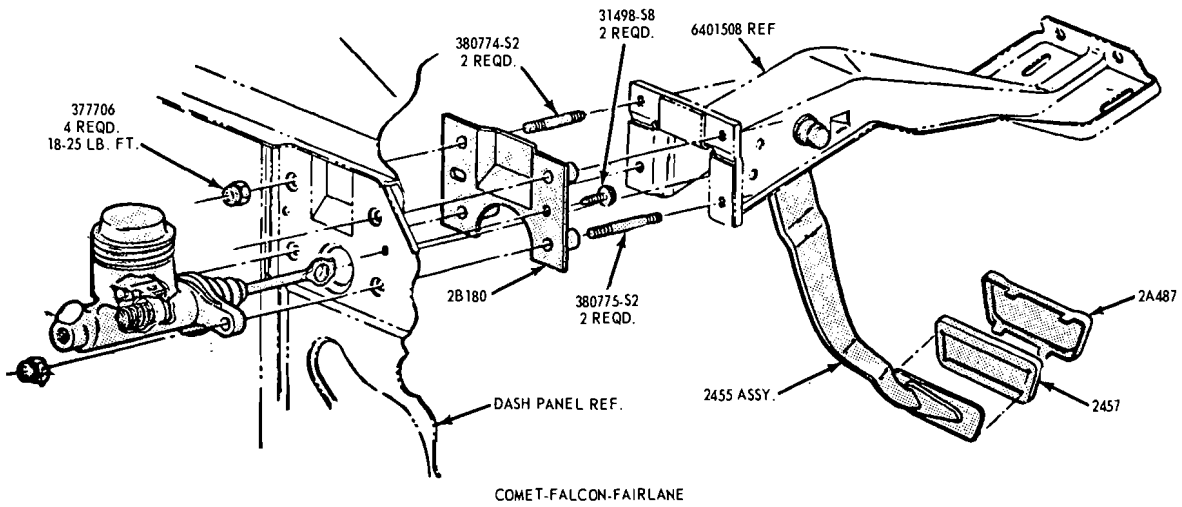 31498-S8
2 REQD.
380774-S2
2 REQD.
6401508 REF
377706
4 REQD.
18-25 LB. FT.
2B180
380775-S2
2 REQD.
2A487
2455 ASSY.
2457
DASH PANEL REF.
COMET-FALCON-FAIRLANE